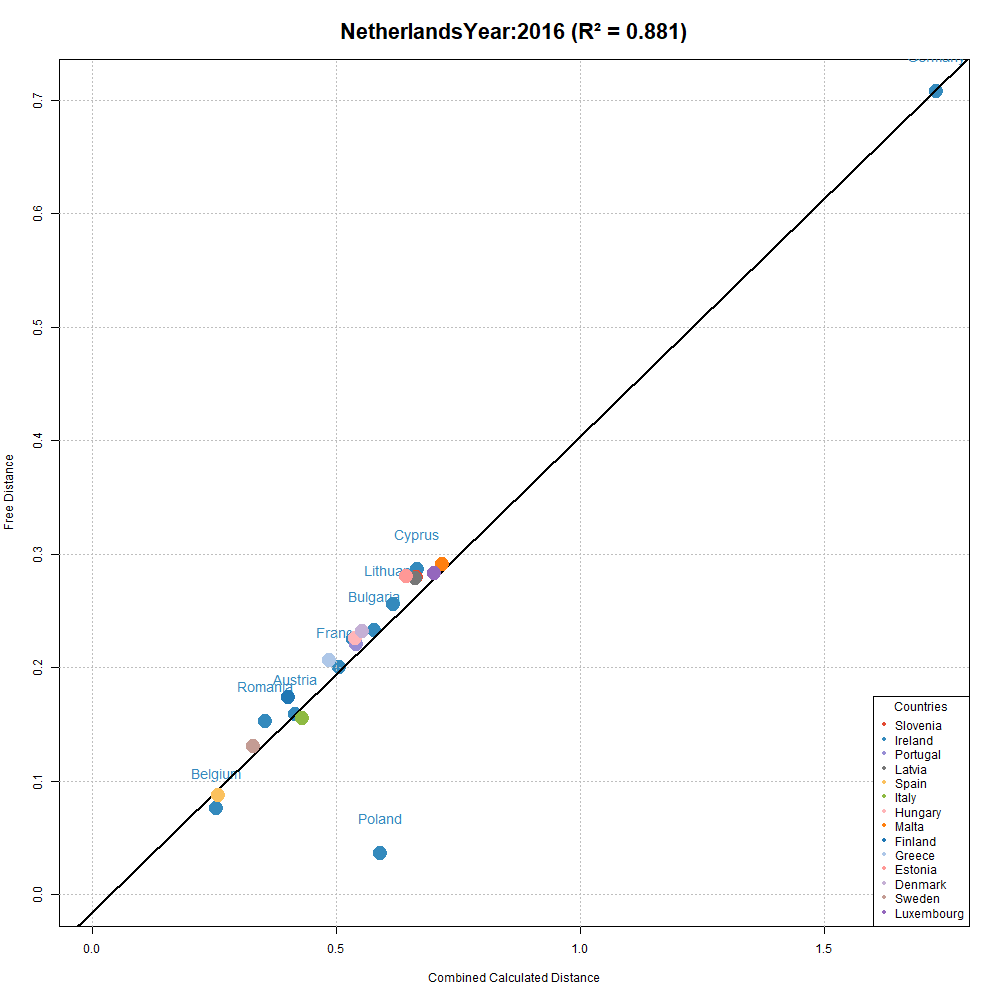 NetherlandsYear:2016 (R² = 0.881)
Free Distance
0.7
0.6
0.5
0.4
0.3
0.2
0.1
0.0
Cyprus
Lithua
Bulgaria
Franc
Austria
Romania
Belgium
Poland
Countries
Slovenia
Ireland
Portugal
Latvia
Spain
Italy
Hungary
Malta
Finland
Greece
Estonia
Denmark
Sweden
Luxembourg
0.0
0.5
1.0
1.5
Combined Calculated Distance